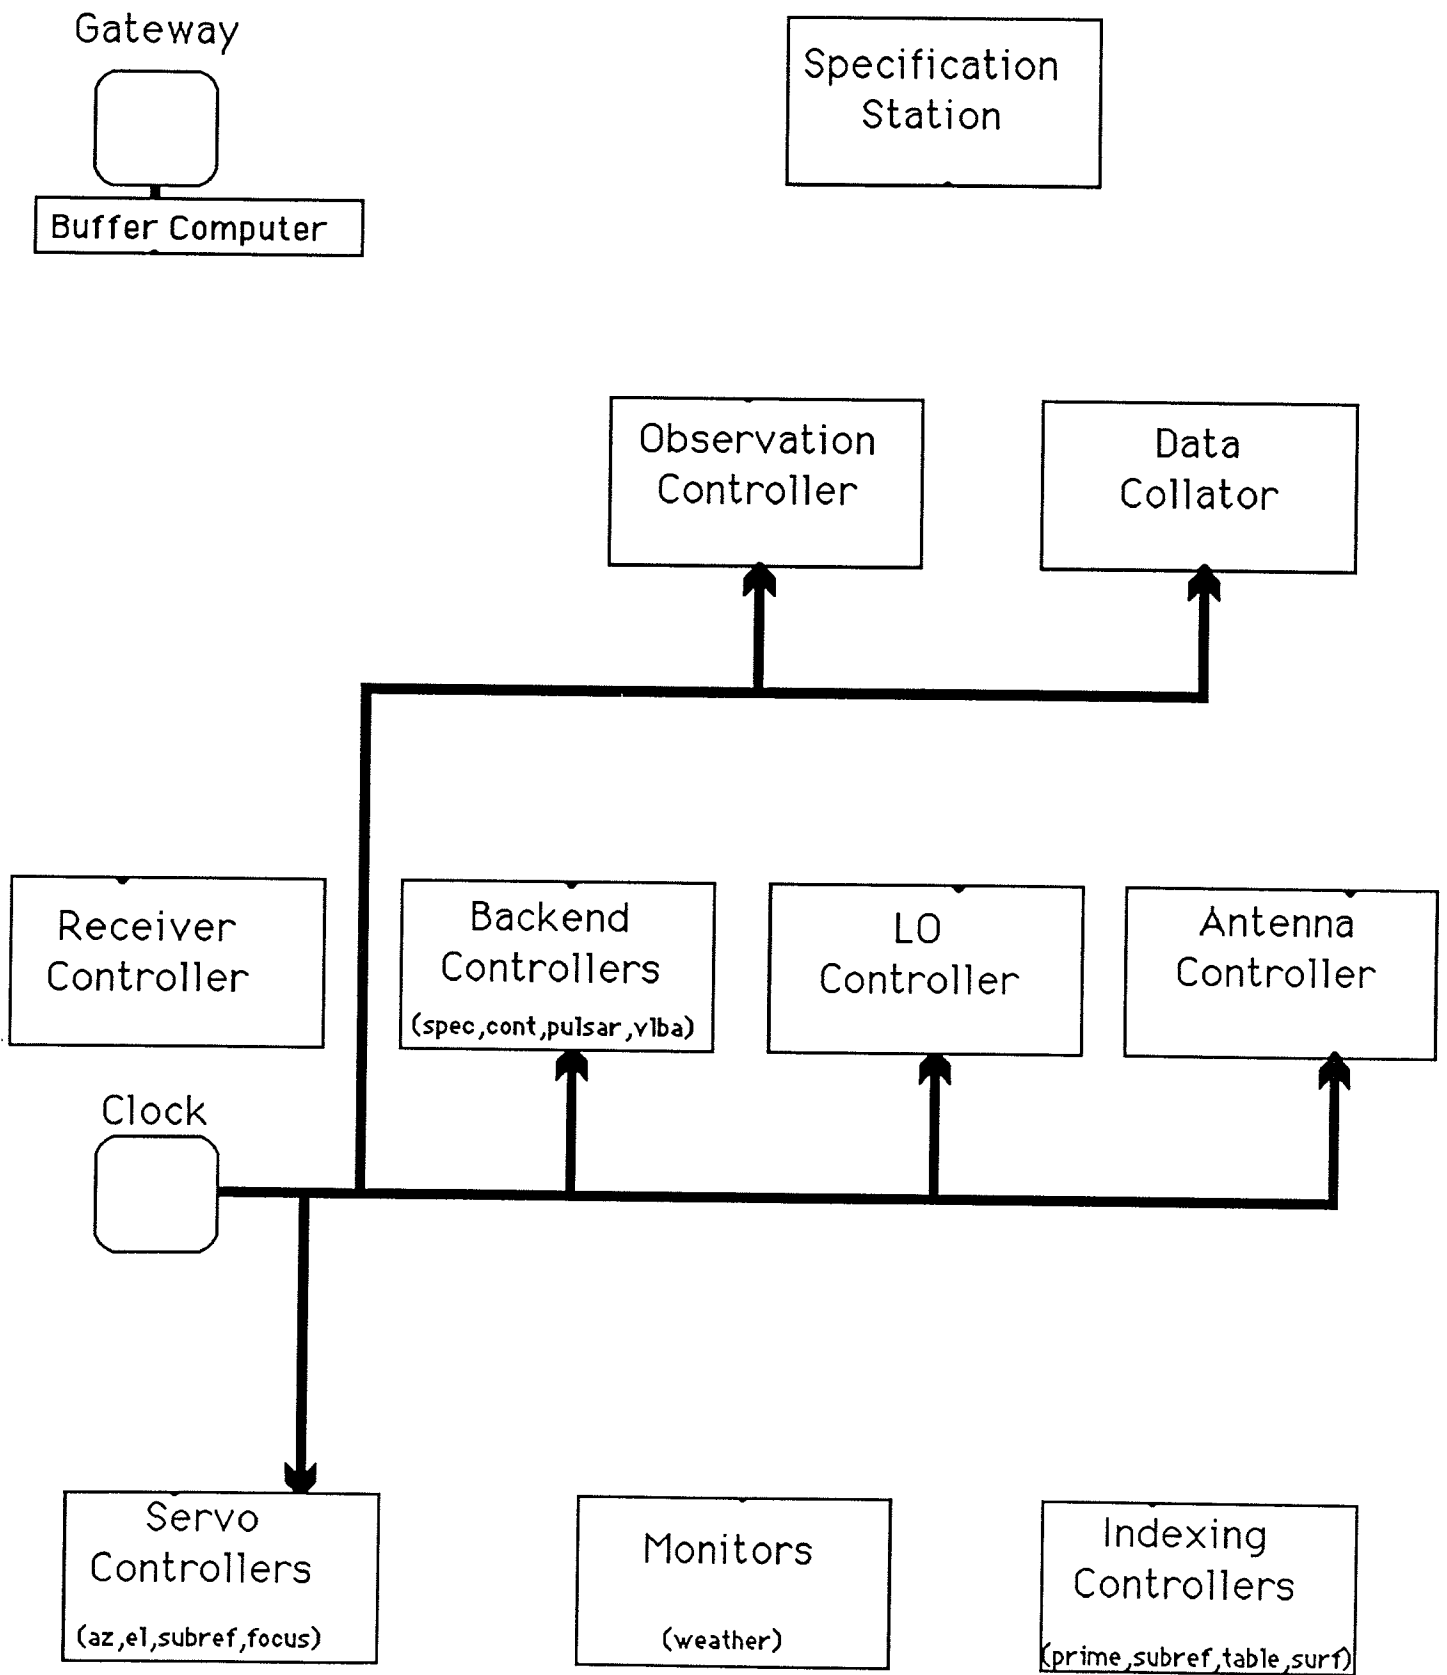 Gateway
Specification
Station
Buffer Computer
Observation
Controller
Data
Collator
Receiver
Controller
Backend
Controllers
(spec,cont,pulsar,vlba)
LO
Controller
Antenna
Controller
Clock
Servo
Controllers
(az,el,subref,focus)
Monitors
(weather)
Indexing
Controllers
(prime,subref,table,surf)